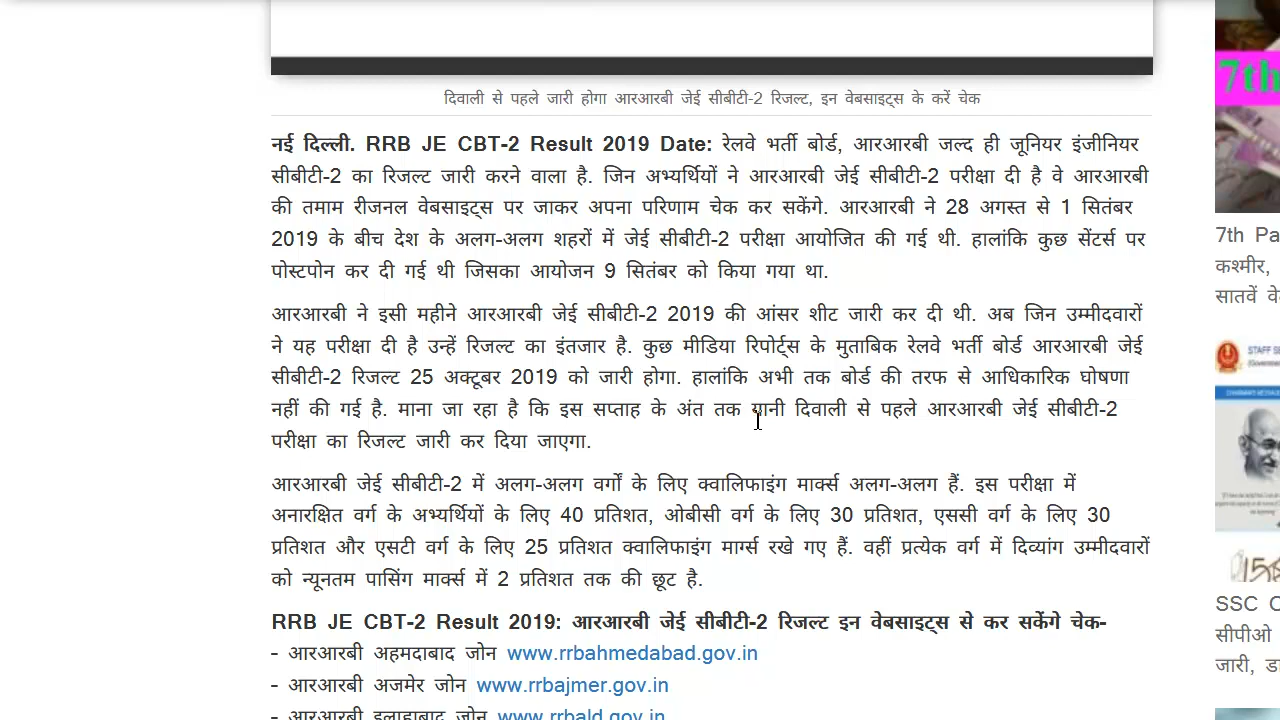 दिवाली से पहले जारी होगा आरआरबी जेई सीबीटी-2 रिजल्ट, इन वेबसाइट्स के करें चेक
नई दिल्ली. RRB JE CBT-2 Result 2019 Date: रेलवे भर्ती बोर्ड, आरआरबी जल्द ही जूनियर इंजीनियर
सीबीटी-2 का रिजल्ट जारी करने वाला है. जिन अभ्यर्थियों ने आरआरबी जेई सीबीटी-2 परीक्षा दी है वे आरआरबी
की तमाम रीजनल वेबसाइट्स पर जाकर अपना परिणाम चेक कर सकेंगे. आरआरबी ने 28 अगस्त से 1 सितंबर
2019 के बीच देश के अलग-अलग शहरों में जेई सीबीटी-2 परीक्षा आयोजित की गई थी. हालांकि कुछ सेंटर्स पर
पोस्टपोन कर दी गई थी जिसका आयोजन 9 सितंबर को किया गया था.
आरआरबी ने इसी महीने आरआरबी जेई सीबीटी-2 2019 की आंसर शीट जारी कर दी थी. अब जिन उम्मीदवारों
ने यह परीक्षा दी है उन्हें रिजल्ट का इंतजार है. कुछ मीडिया रिपोर्ट्स के मुताबिक रेलवे भर्ती बोर्ड आरआरबी जेई
सीबीटी-2 रिजल्ट 25 अक्टूबर 2019 को जारी होगा. हालांकि अभी तक बोर्ड की तरफ से आधिकारिक घोषणा
नहीं की गई है. माना जा रहा है कि इस सप्ताह के अंत तक यानी दिवाली से पहले आरआरबी जेई सीबीटी-2
परीक्षा का रिजल्ट जारी कर दिया जाएगा.
आरआरबी जेई सीबीटी-2 में अलग-अलग वर्गों के लिए क्वालिफाइंग मार्क्स अलग-अलग हैं. इस परीक्षा में
अनारक्षित वर्ग के अभ्यर्थियों के लिए 40 प्रतिशत, ओबीसी वर्ग के लिए 30 प्रतिशत, एससी वर्ग के लिए 30
प्रतिशत और एसटी वर्ग के लिए 25 प्रतिशत क्वालिफाइंग मार्ग्स रखे गए हैं. वहीं प्रत्येक वर्ग में दिव्यांग उम्मीदवारों
को न्यूनतम पासिंग मार्क्स में 2 प्रतिशत तक की छूट है.
RRB JE CBT-2 Result 2019: आरआरबी जेई सीबीटी-2 रिजल्ट इन वेबसाइट्स से कर सकेंगे चेक-
- आरआरबी अहमदाबाद जोन www.rrbahmedabad.gov.in
- आरआरबी अजमेर जोन www.rrbajmer.gov.in
- आरआरबी इलाहाबाद जोन www.rrbald.gov.in
7th
7th Pa
कश्मीर,
सातवें वे
STAFF SE
SSC C
सीपीओ
जारी, डा